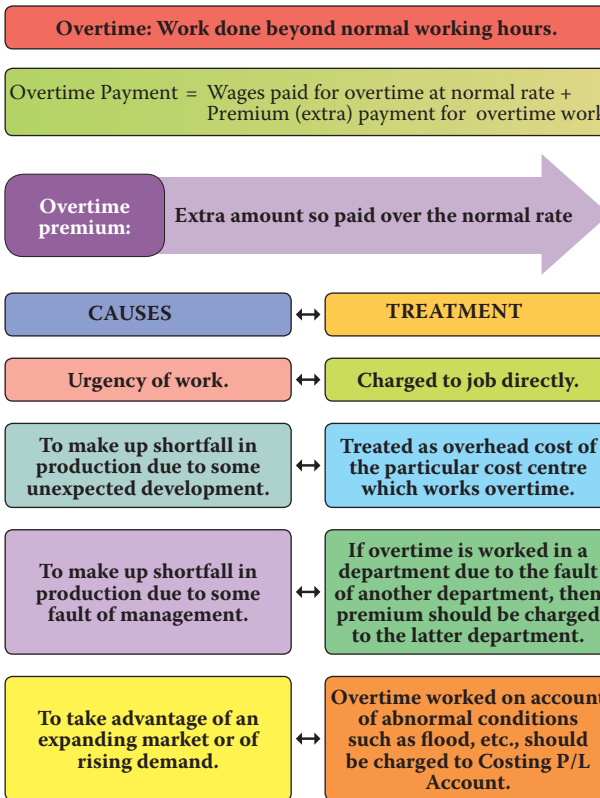 Overtime: Work done beyond normal working hours.
Overtime Payment = Wages paid for overtime at normal rate +
Premium (extra) payment for overtime work
Overtime
premium:
Extra amount so paid over the normal rate
CAUSES
TREATMENT
Urgency of work.
Charged to job directly.
To make up shortfall in
production due to some
unexpected development.
Treated as overhead cost of
the particular cost centre
which works overtime.
To make up shortfall in
production due to some
fault of management.
If overtime is worked in a
department due to the fault
of another department, then
premium should be charged
to the latter department.
To take advantage of an
expanding market or of
rising demand.
Overtime worked on account
of abnormal conditions
such as flood, etc., should
be charged to Costing P/L
Account.